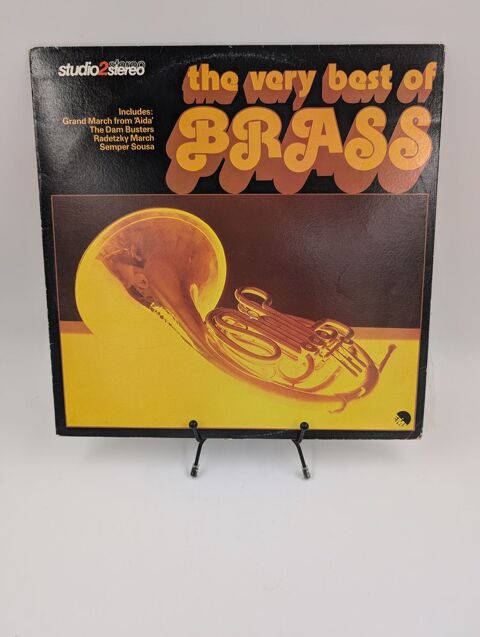 studio2stereo
the very best of
BRASS
Includes:
Grand March from 'Aida'
The Dam Busters
Radetzky March
Semper Sousa